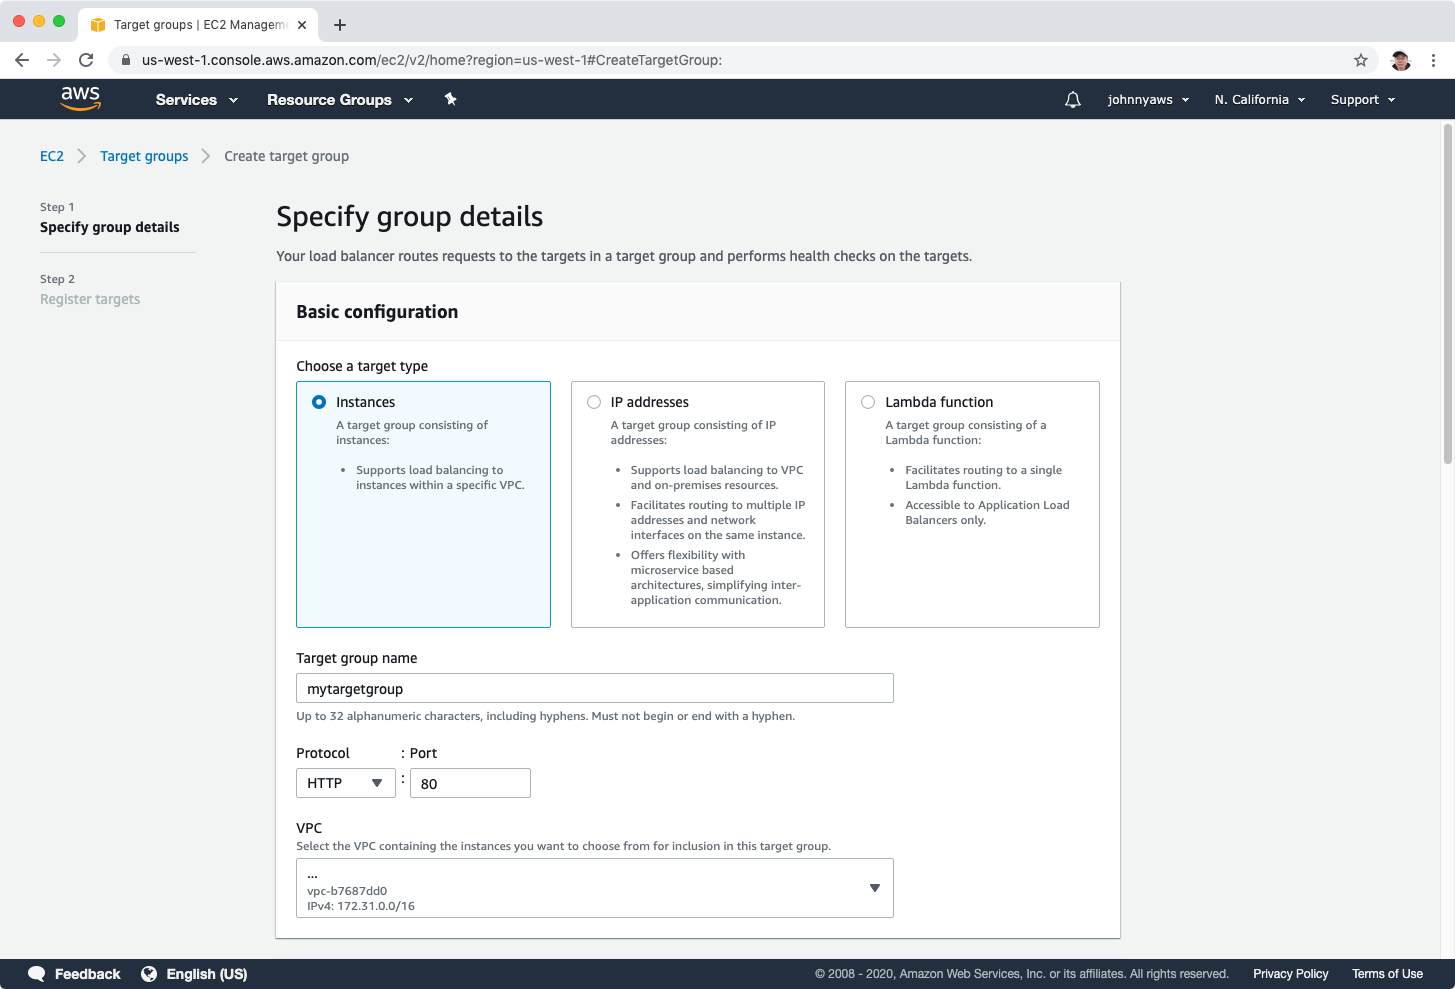 Target groups | EC2 Manageme
us-west-1.console.aws.amazon.com/ec2/v2/home?region=us-west-1#CreateTargetGroup:
aws Services Resource Groups johnnyaws N. California Support
EC2 Target groups Create target group
Step 1
Specify group details
Step 2
Register targets
Specify group details
Your load balancer routes requests to the targets in a target group and performs health checks on the targets.
Basic configuration
Choose a target type
Instances
A target group consisting of
instances:
• Supports load balancing to
instances within a specific VPC.
IP addresses
A target group consisting of IP
addresses:
• Supports load balancing to VPC
and on-premises resources.
• Facilitates routing to multiple IP
addresses and network
interfaces on the same instance.
• Offers flexibility with
microservice based
architectures, simplifying inter-
application communication.
Lambda function
A target group consisting of a
Lambda function:
• Facilitates routing to a single
Lambda function.
• Accessible to Application Load
Balancers only.
Target group name
mytargetgroup
Up to 32 alphanumeric characters, including hyphens. Must not begin or end with a hyphen.
Protocol : Port
HTTP : 80
VPC
Select the VPC containing the instances you want to choose from for inclusion in this target group.
...
vpc-b7687dd0
IPv4: 172.31.0.0/16
Feedback English (US) © 2008 - 2020, Amazon Web Services, Inc. or its affiliates. All rights reserved. Privacy Policy Terms of Use